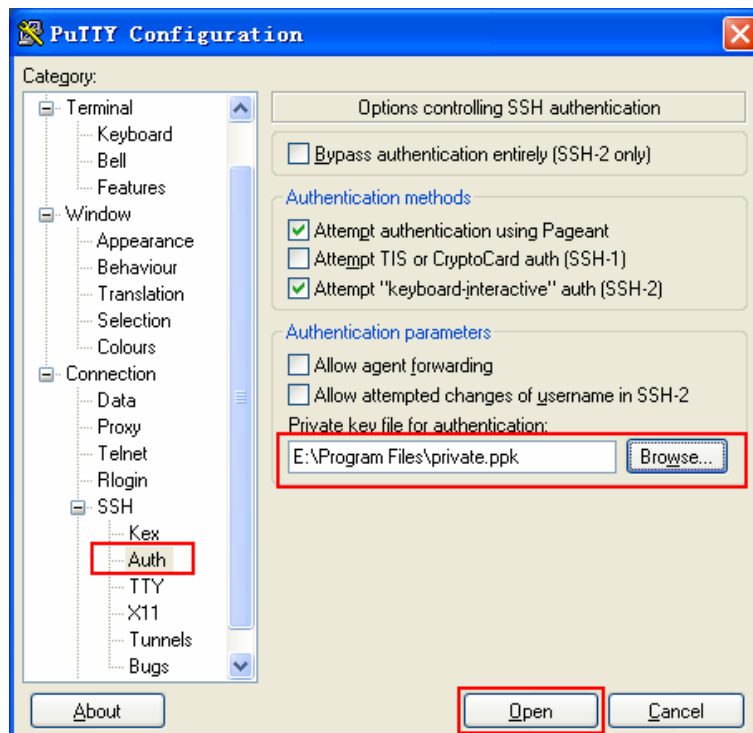 PuTTY Configuration
Category:
Terminal
Keyboard
Bell
Features
Window
Appearance
Behaviour
Translation
Selection
Colours
Connection
Data
Proxy
Telnet
Rlogin
SSH
Kex
Auth
TTY
X11
Tunnels
Bugs
Options controlling SSH authentication
Bypass authentication entirely (SSH-2 only)
Authentication methods
Attempt authentication using Pageant
Attempt TIS or CryptoCard auth (SSH-1)
Attempt "keyboard-interactive" auth (SSH-2)
Authentication parameters
Allow agent forwarding
Allow attempted changes of username in SSH-2
Private key file for authentication:
E:\Program Files\private.ppk
Browse...
About
Open
Cancel